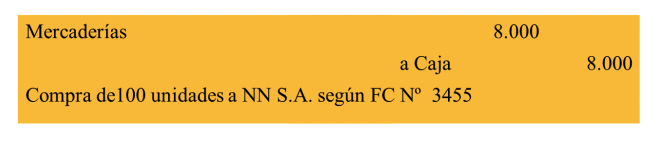 Mercaderías 8.000
a Caja 8.000
Compra de100 unidades a NN S.A. según FC Nº 3455